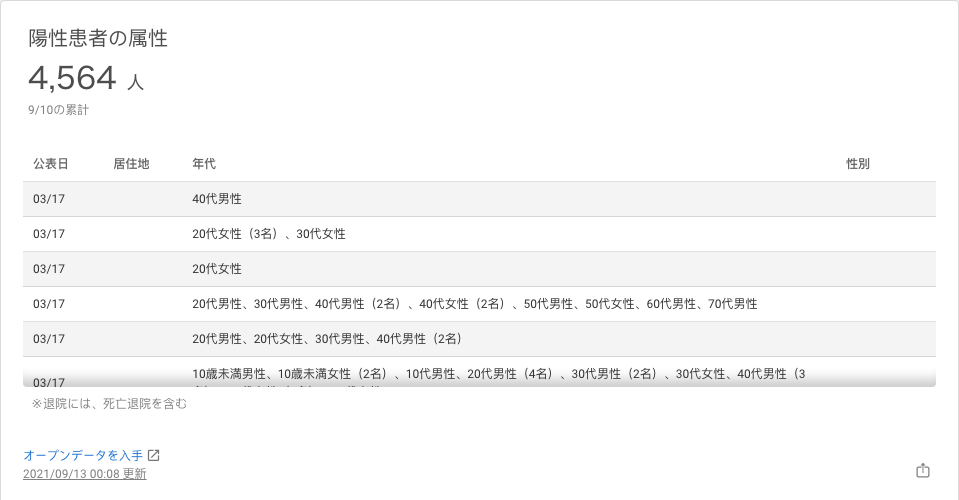 陽性患者の属性
4,564 人
9/10の累計
公表日 居住地 年代 性別
03/17 40代男性
03/17 20代女性（3名）、30代女性
03/17 20代女性
03/17 20代男性、30代男性、40代男性（2名）、40代女性（2名）、50代男性、50代女性、60代男性、70代男性
03/17 20代男性、20代女性、30代男性、40代男性（2名）
03/17 10歳未満男性、10歳未満女性（2名）、10代男性、20代男性（4名）、30代男性（2名）、30代女性、40代男性（3
※退院には、死亡退院を含む
オープンデータを入手
2021/09/13 00:08 更新